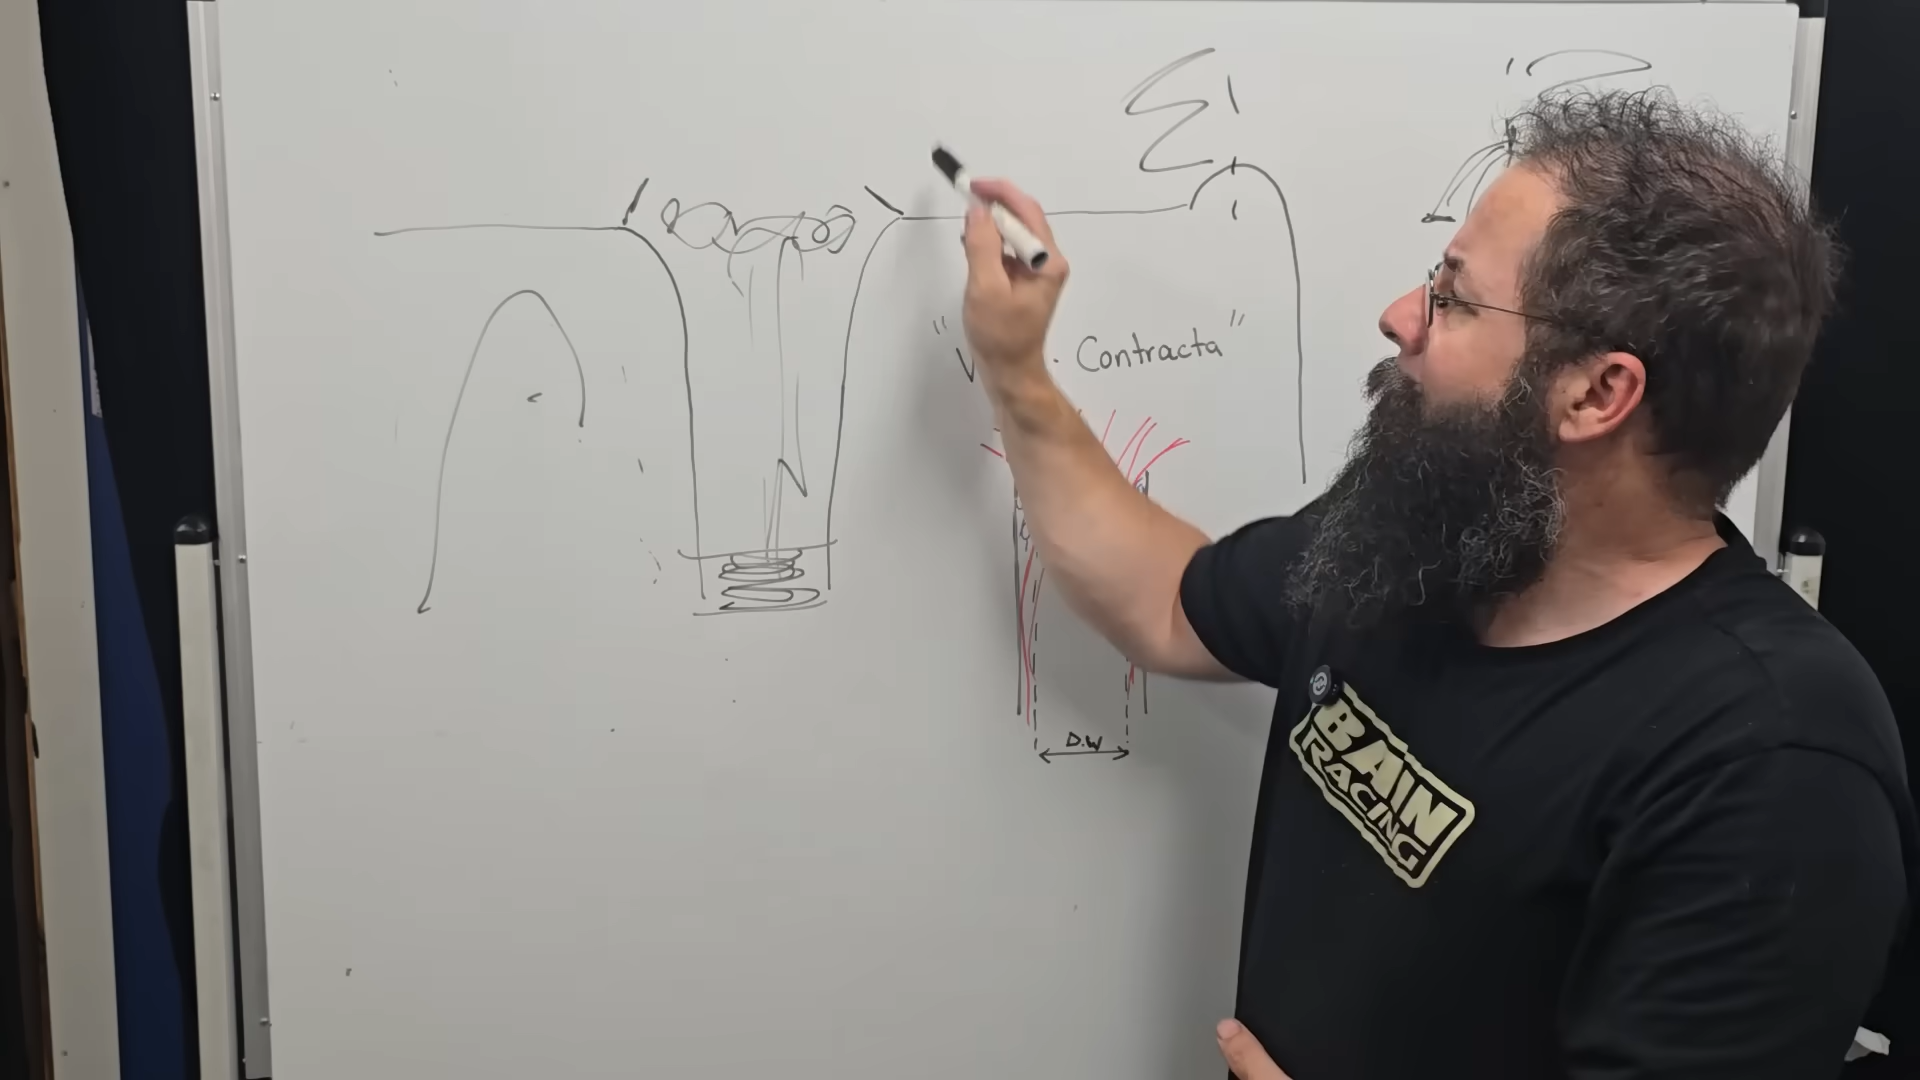 " · Contracta "
D.W
BAIN
RACING